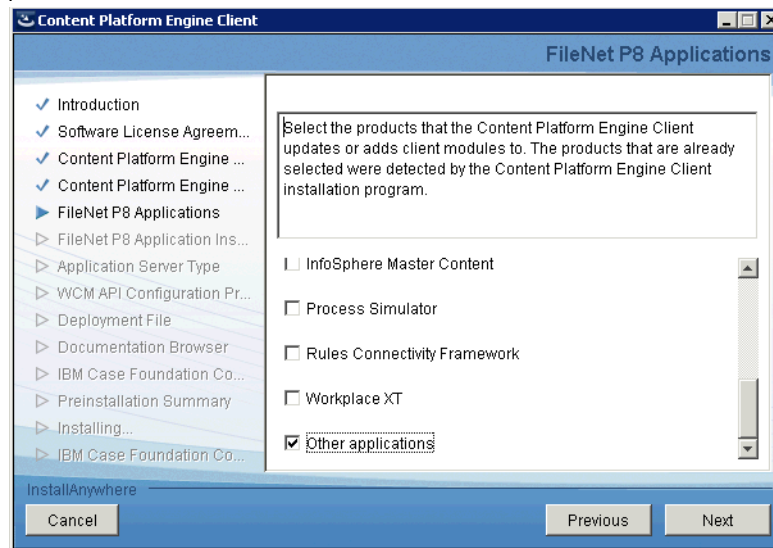 Content Platform Engine Client
FileNet P8 Applications
Introduction
Software License Agreem...
Content Platform Engine ...
Content Platform Engine ...
FileNet P8 Applications
FileNet P8 Application Ins...
Application Server Type
WCM API Configuration Pr...
Deployment File
Documentation Browser
IBM Case Foundation Co...
Preinstallation Summary
Installing...
IBM Case Foundation Co...
Select the products that the Content Platform Engine Client
updates or adds client modules to. The products that are already
selected were detected by the Content Platform Engine Client
installation program.
InfoSphere Master Content
Process Simulator
Rules Connectivity Framework
Workplace XT
Other applications
InstallAnywhere
Cancel
Previous
Next